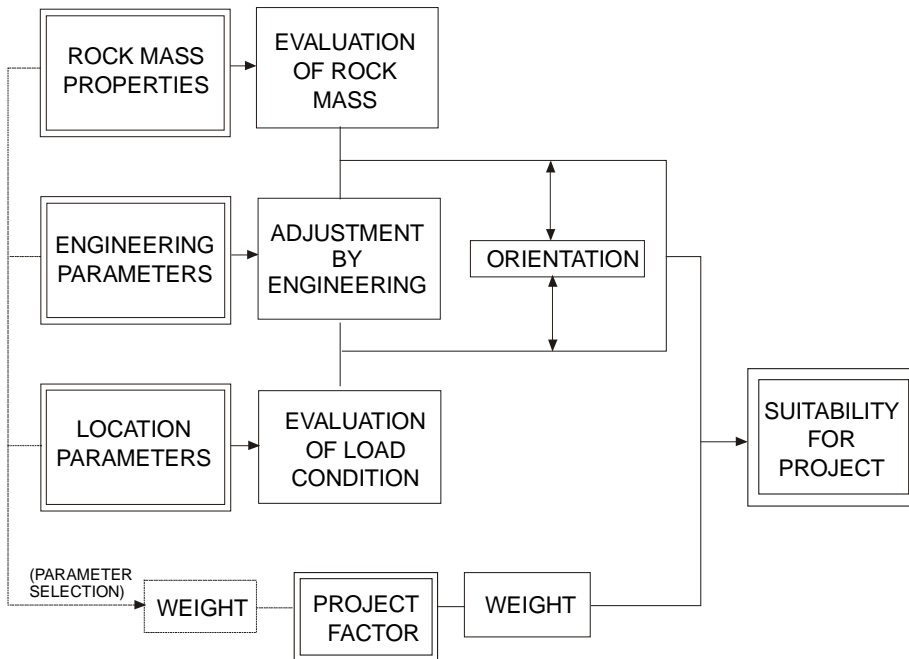 ROCK MASS
PROPERTIES
EVALUATION
OF ROCK
MASS
ENGINEERING
PARAMETERS
ADJUSTMENT
BY
ENGINEERING
ORIENTATION
LOCATION
PARAMETERS
EVALUATION
OF LOAD
CONDITION
SUITABILITY
FOR
PROJECT
(PARAMETER
SELECTION)
WEIGHT
PROJECT
FACTOR
WEIGHT